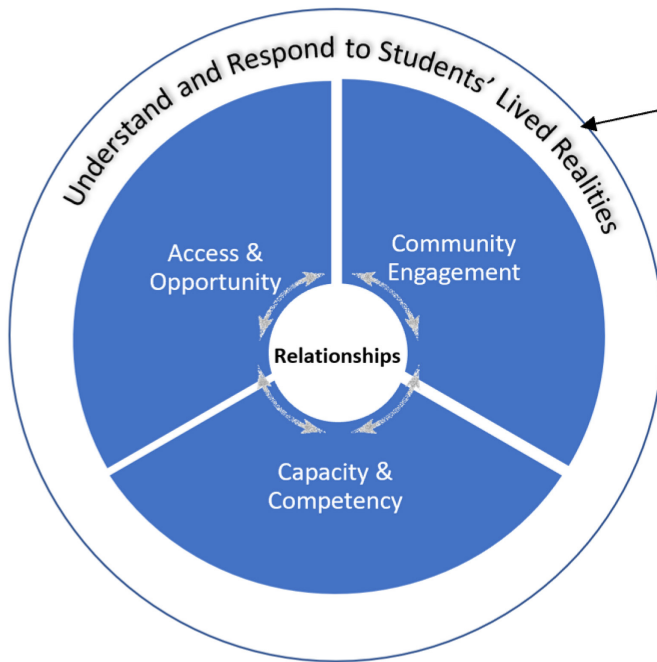 Understand and Respond to Students’ Lived Realities
Access &
Opportunity
Community
Engagement
Relationships
Capacity &
Competency